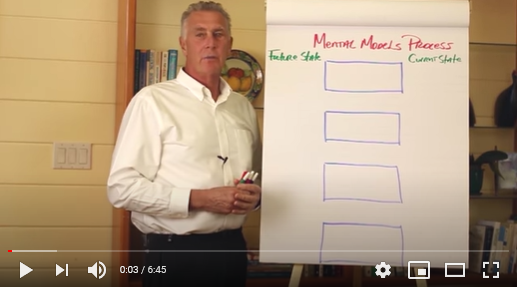 Mental Models Process
Future State
Current State
0:03 / 6:45